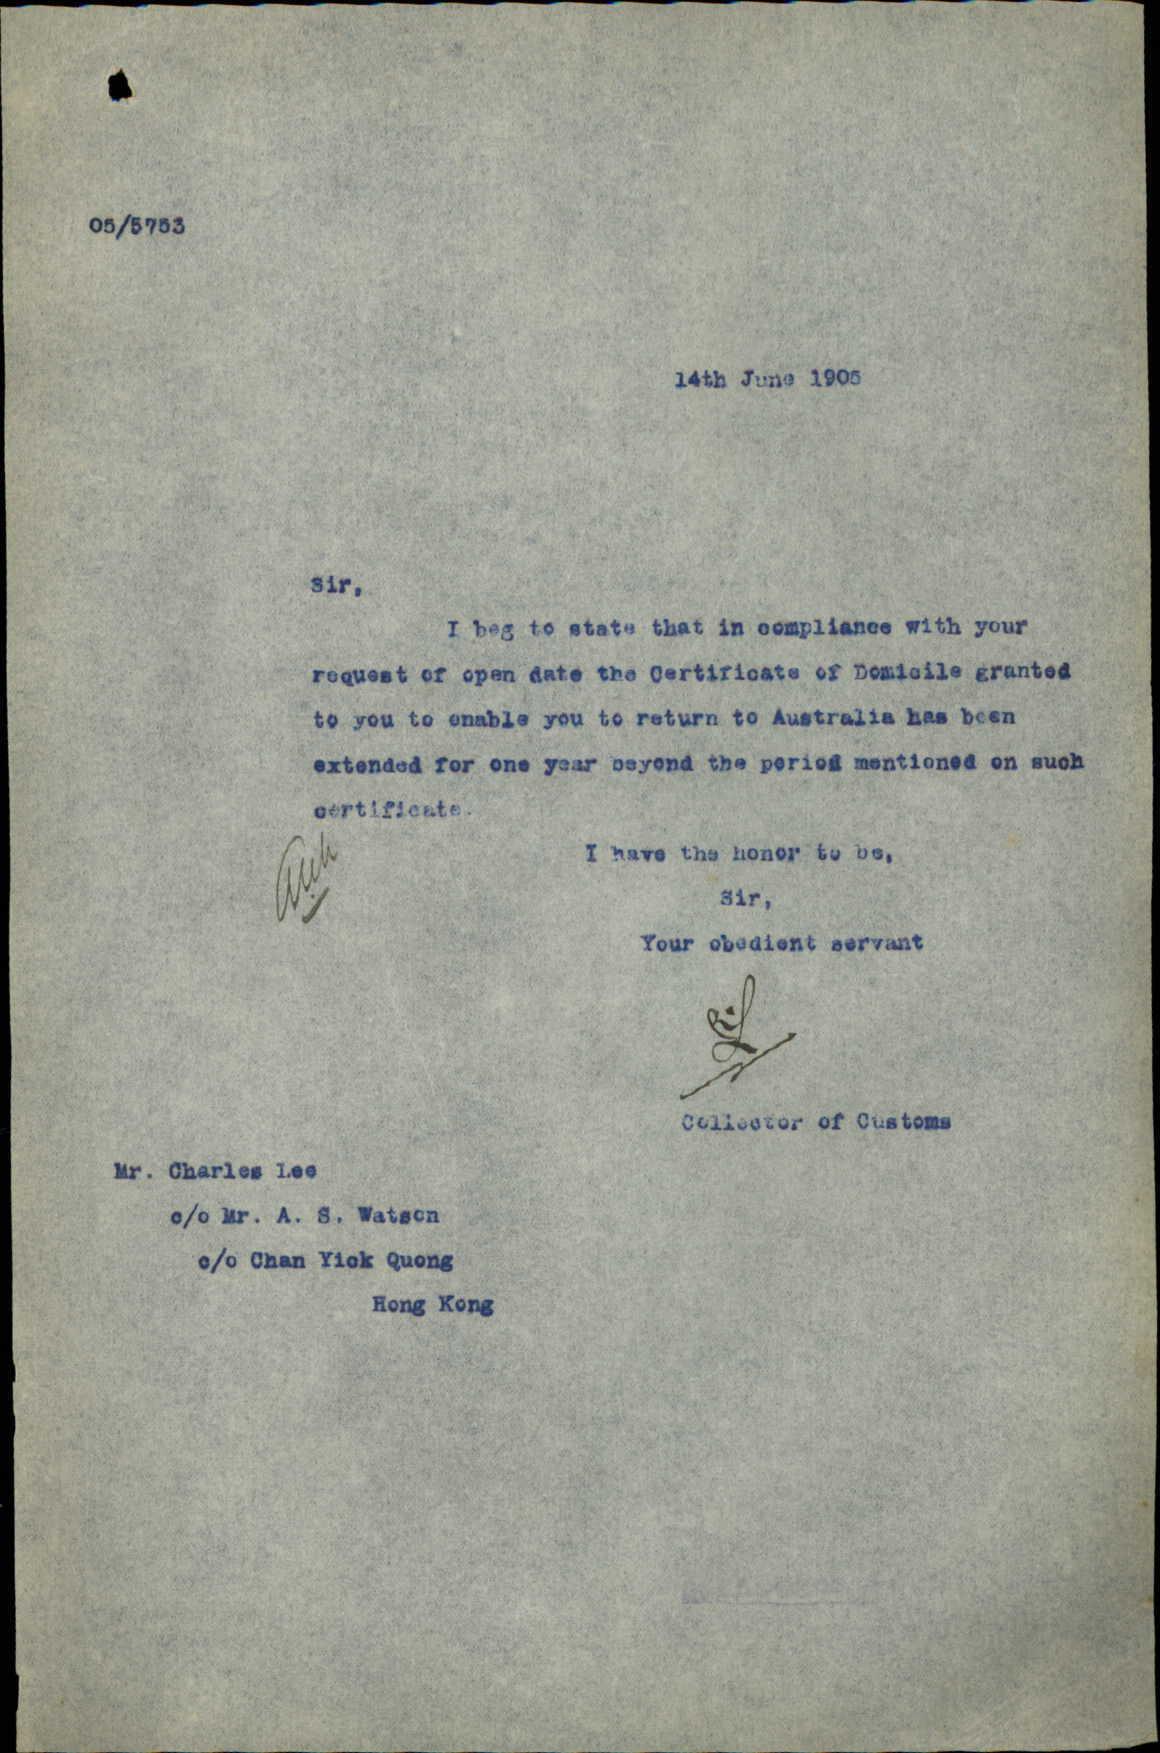 05/5753
14th June 1905
Sir,
I beg to state that in compliance with your
request of open date the Certificate of Domicile granted
to you to enable you to return to Australia has been
extended for one year beyond the period mentioned on such
certificate.
I have the honor to be,
Sir,
Your obedient servant
Collector of Customs
Mr. Charles Lee
c/o Mr. A. S. Watson
c/o Chan Yick Quong
Hong Kong